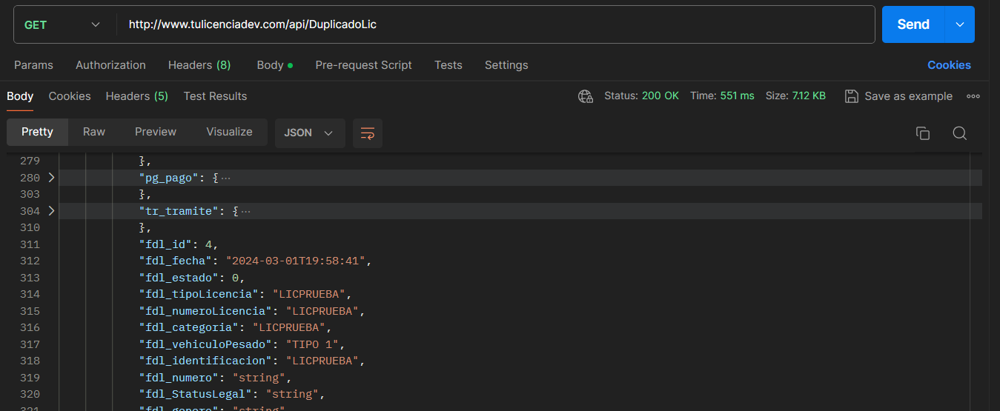 GET http://www.tulicenciadev.com/api/DuplicadoLic Send
Params Authorization Headers (8) Body Pre-request Script Tests Settings Cookies
Body Cookies Headers (5) Test Results Status: 200 OK Time: 551 ms Size: 7.12 KB Save as example
Pretty Raw Preview Visualize JSON
279 },
280 "pg_pago": { ...
303 },
304 "tr_tramite": { ...
310 },
311 "fdl_id": 4,
312 "fdl_fecha": "2024-03-01T19:58:41",
313 "fdl_estado": 0,
314 "fdl_tipoLicencia": "LICPRUEBA",
315 "fdl_numeroLicencia": "LICPRUEBA",
316 "fdl_categoria": "LICPRUEBA",
317 "fdl_vehiculoPesado": "TIPO 1",
318 "fdl_identificacion": "LICPRUEBA",
319 "fdl_numero": "string",
320 "fdl_StatusLegal": "string",
321 "fdl_genero": "string"